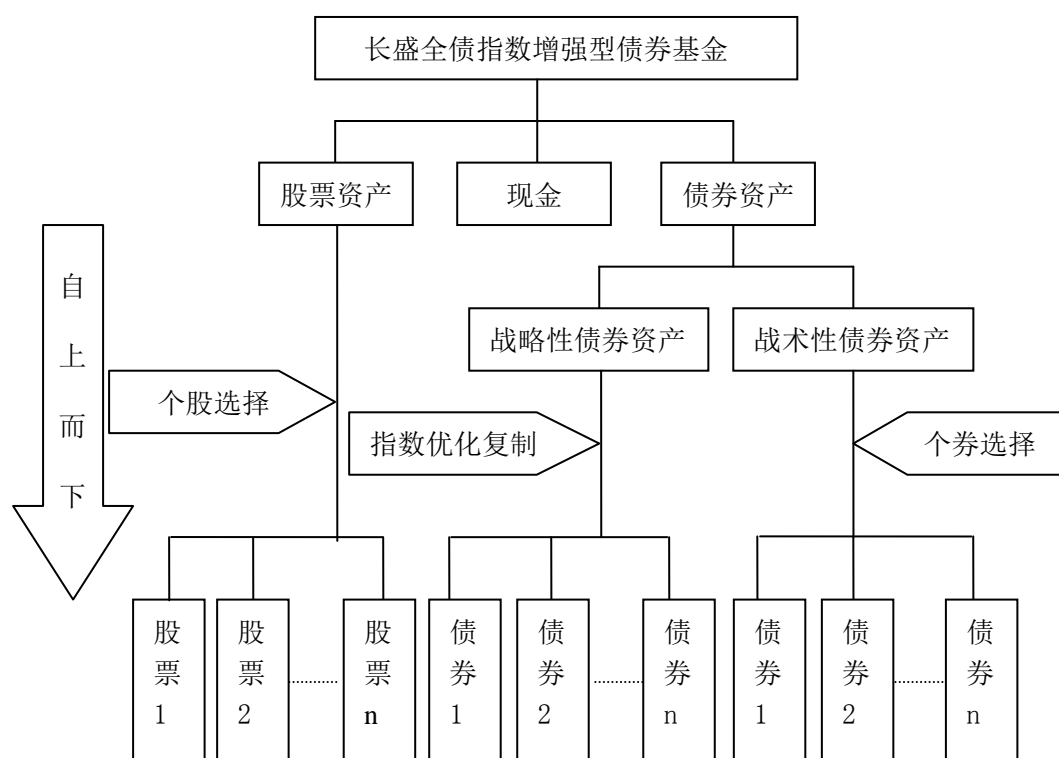 长盛全债指数增强型债券基金
股票资产
现金
债券资产
自上而下
战略性债券资产
战术性债券资产
个股选择
指数优化复制
个券选择
股票1
股票2
股票n
债券1
债券2
债券n
债券1
债券2
债券n